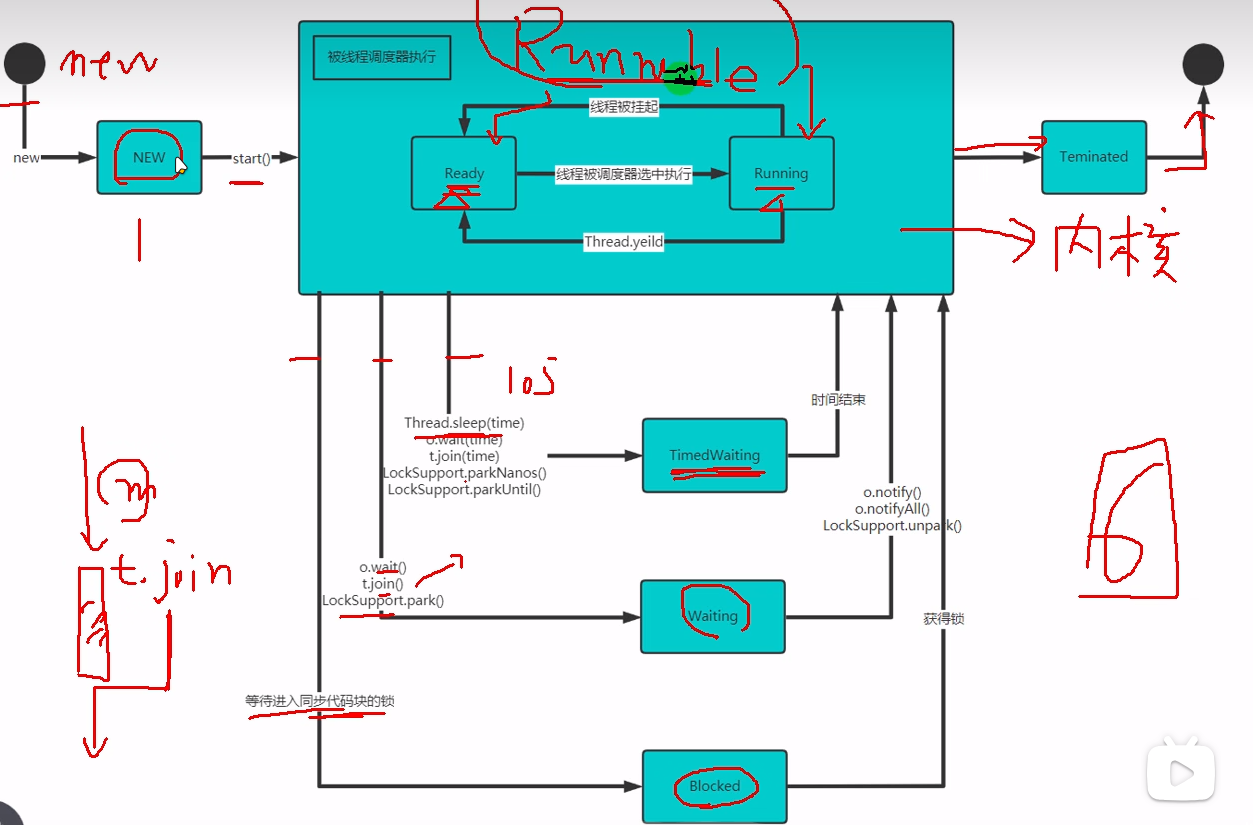 new
被线程调度器执行
Runnable
线程被挂起
new
NEW
start()
Ready
线程被调度器选中执行
Running
Teminated
Thread.yeild
内核
10s
时间结束
Thread.sleep(time)
o.wait(time)
t.join(time)
LockSupport.parkNanos()
LockSupport.parkUntil()
TimedWaiting
m
o.notify()
o.notifyAll()
LockSupport.unpark()
6
t.join
o.wait()
t.join()
LockSupport.park()
Waiting
获得锁
等待进入同步代码块的锁
Blocked